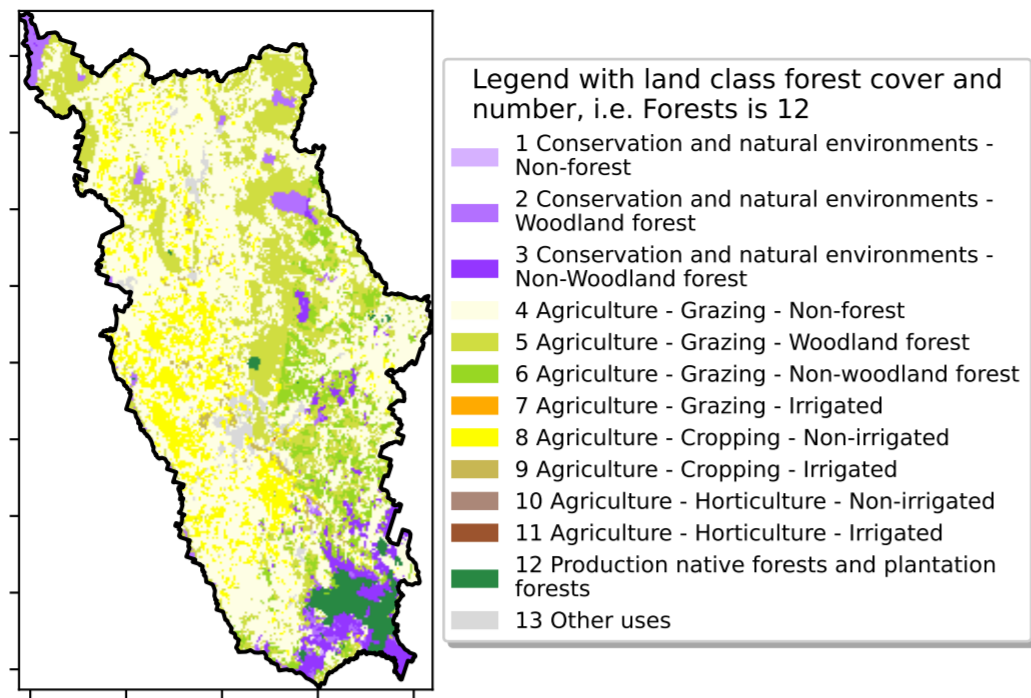 Legend with land class forest cover and
number, i.e. Forests is 12
1 Conservation and natural environments -
Non-forest
2 Conservation and natural environments -
Woodland forest
3 Conservation and natural environments -
Non-Woodland forest
4 Agriculture - Grazing - Non-forest
5 Agriculture - Grazing - Woodland forest
6 Agriculture - Grazing - Non-woodland forest
7 Agriculture - Grazing - Irrigated
8 Agriculture - Cropping - Non-irrigated
9 Agriculture - Cropping - Irrigated
10 Agriculture - Horticulture - Non-irrigated
11 Agriculture - Horticulture - Irrigated
12 Production native forests and plantation
forests
13 Other uses